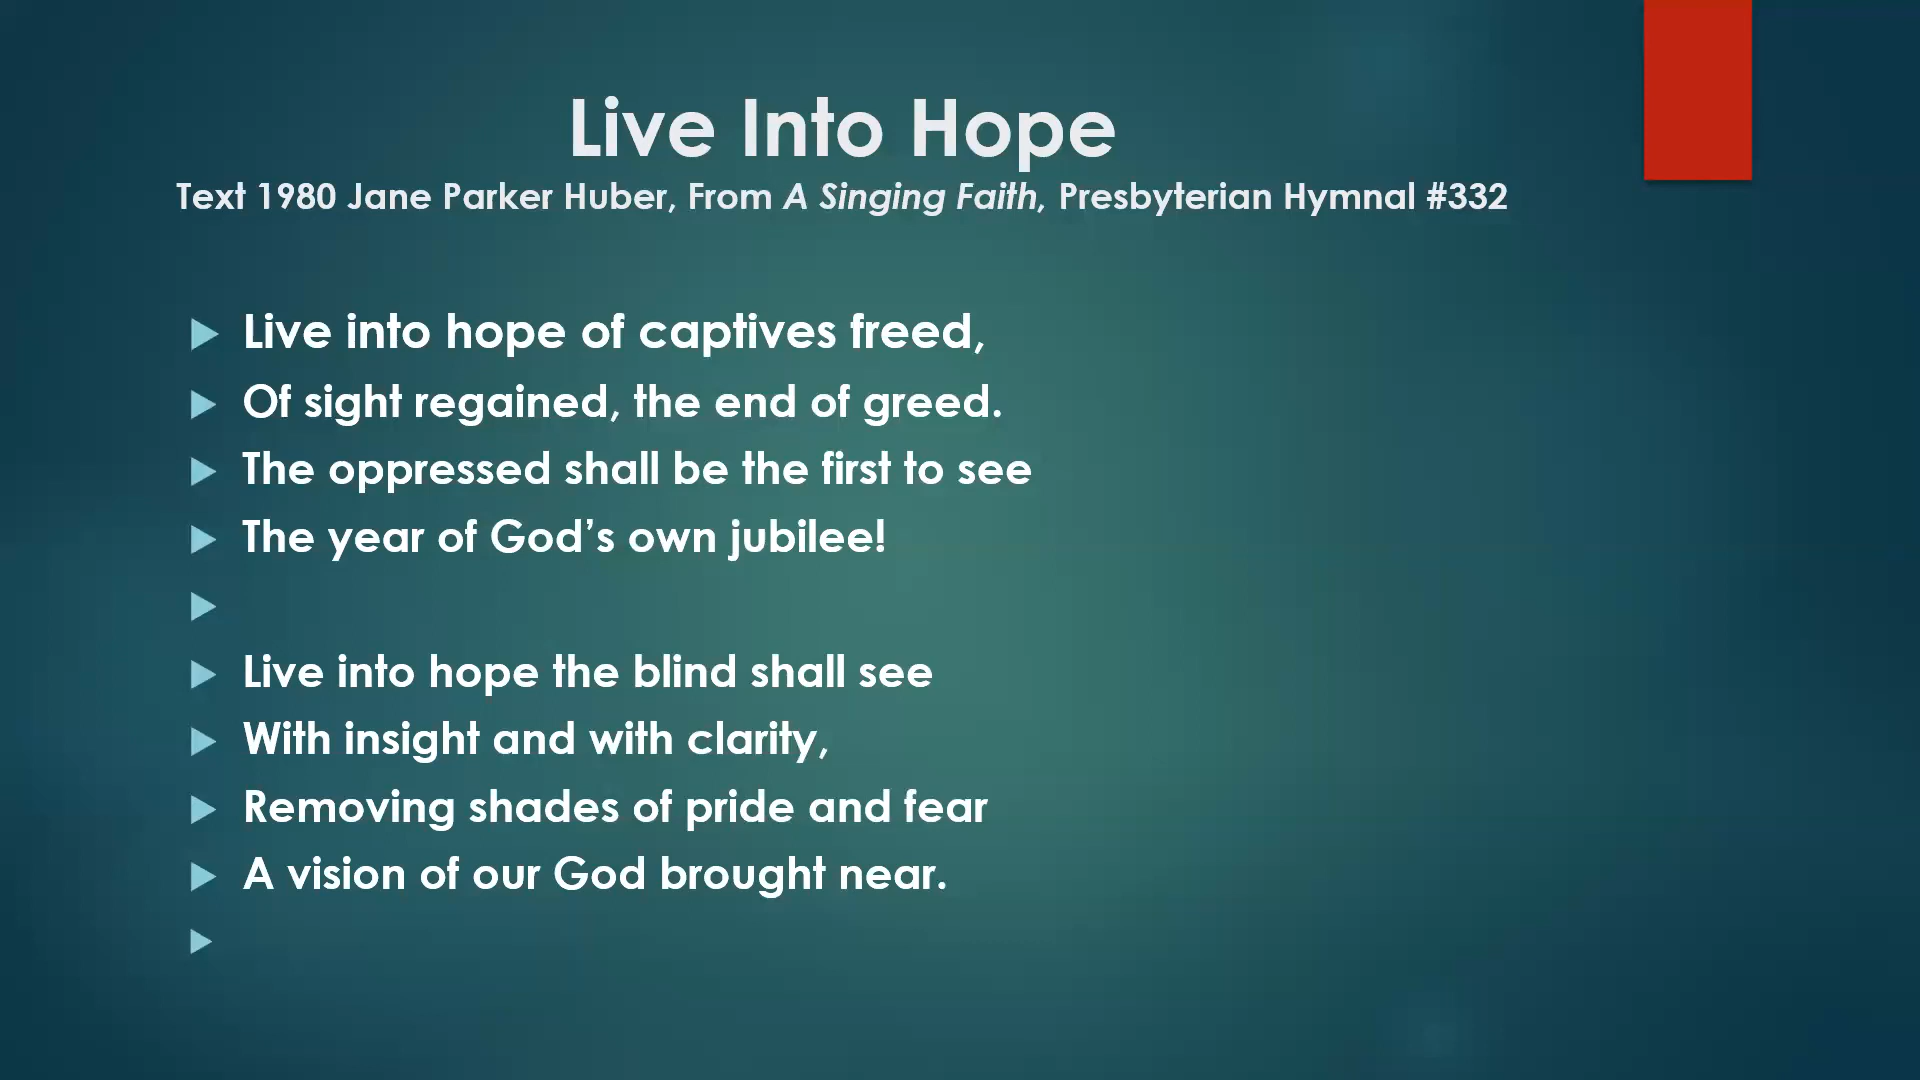 Live Into Hope
Text 1980 Jane Parker Huber, From A Singing Faith, Presbyterian Hymnal #332
Live into hope of captives freed,
Of sight regained, the end of greed.
The oppressed shall be the first to see
The year of God’s own jubilee!
Live into hope the blind shall see
With insight and with clarity,
Removing shades of pride and fear
A vision of our God brought near.